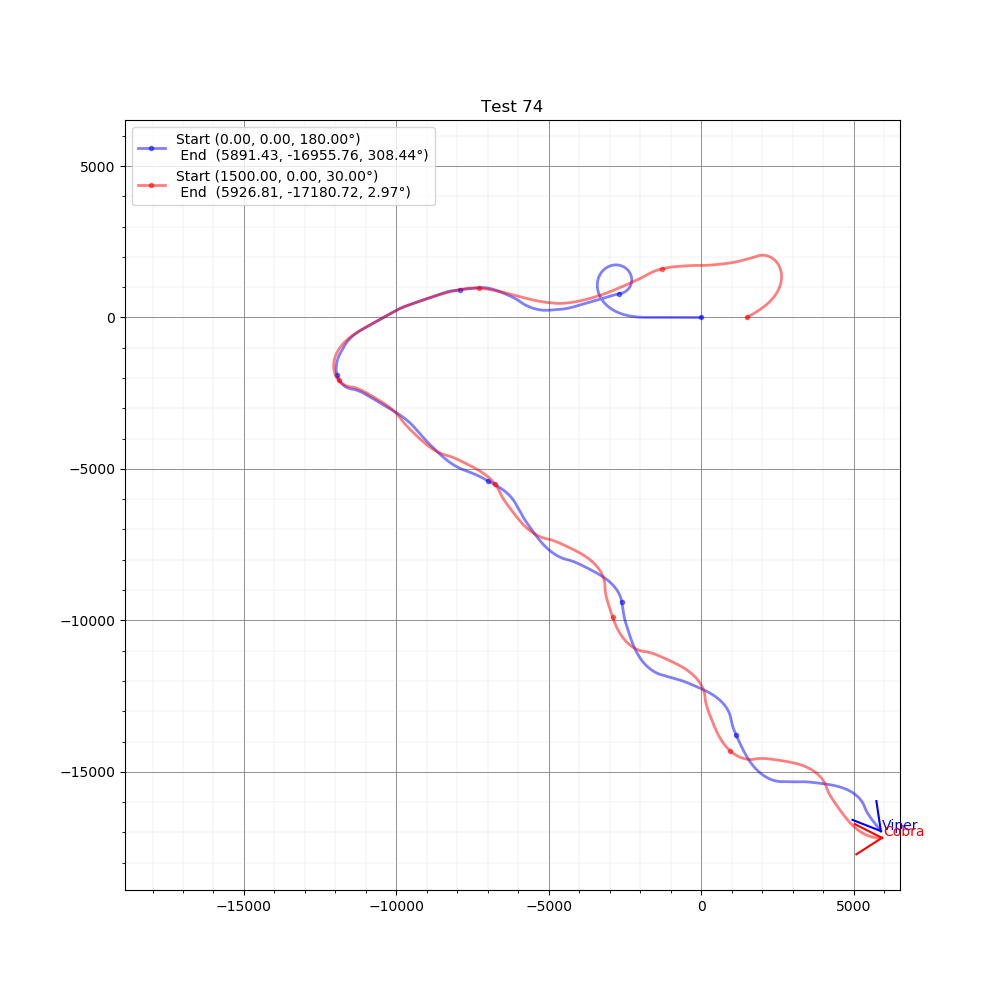 Test 74
Start (0.00, 0.00, 180.00°)
End (5891.43, -16955.76, 308.44°)
Start (1500.00, 0.00, 30.00°)
End (5926.81, -17180.72, 2.97°)
5000
0
−5000
−10000
−15000
Viper
Cobra
−15000 −10000 −5000 0 5000